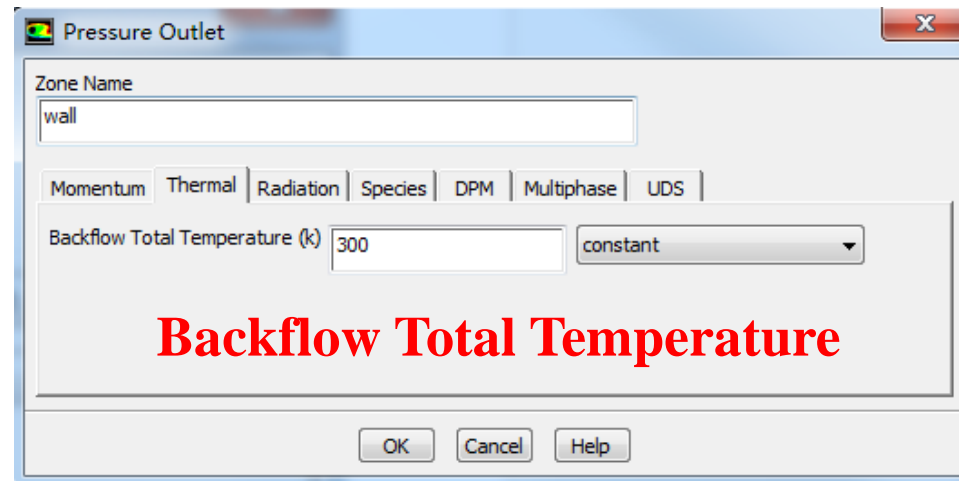 Pressure Outlet
Zone Name
wall
Momentum Thermal Radiation Species DPM Multiphase UDS
Backflow Total Temperature (k) 300 constant
Backflow Total Temperature
OK Cancel Help